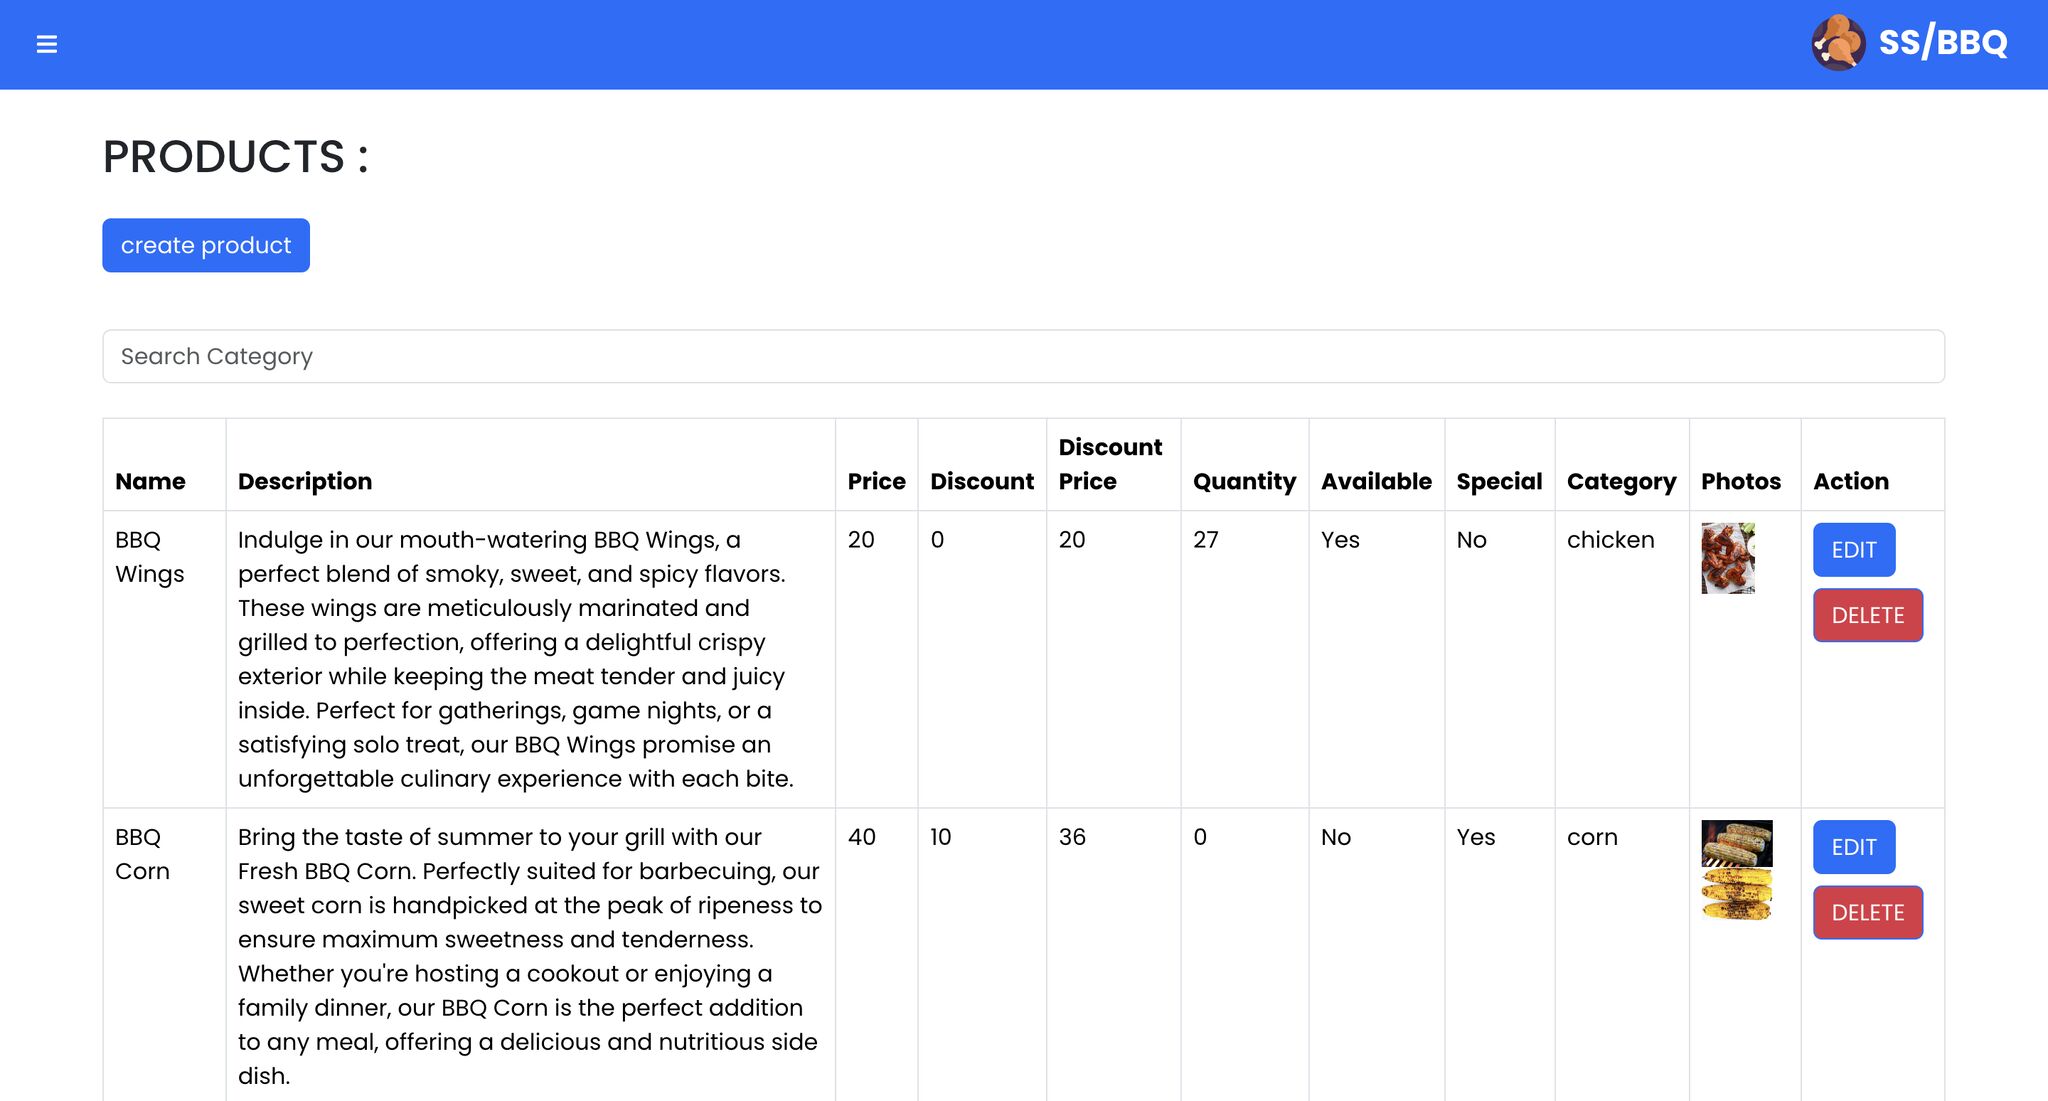 SS/BBQ
PRODUCTS :
create product
Search Category
Name Description Price Discount Discount Price Quantity Available Special Category Photos Action
BBQ Wings
Indulge in our mouth-watering BBQ Wings, a
perfect blend of smoky, sweet, and spicy flavors.
These wings are meticulously marinated and
grilled to perfection, offering a delightful crispy
exterior while keeping the meat tender and juicy
inside. Perfect for gatherings, game nights, or a
satisfying solo treat, our BBQ Wings promise an
unforgettable culinary experience with each bite.
20 0 20 27 Yes No chicken
EDIT
DELETE
BBQ Corn
Bring the taste of summer to your grill with our
Fresh BBQ Corn. Perfectly suited for barbecuing, our
sweet corn is handpicked at the peak of ripeness to
ensure maximum sweetness and tenderness.
Whether you're hosting a cookout or enjoying a
family dinner, our BBQ Corn is the perfect addition
to any meal, offering a delicious and nutritious side
dish.
40 10 36 0 No Yes corn
EDIT
DELETE